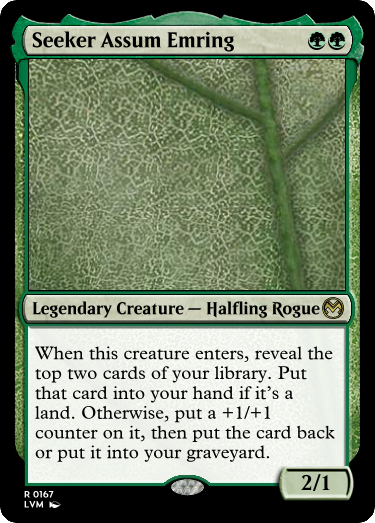 Seeker Assum Emring
Legendary Creature — Halfling Rogue
When this creature enters, reveal the
top two cards of your library. Put
that card into your hand if it's a
land. Otherwise, put a +1/+1
counter on it, then put the card back
or put it into your graveyard.
2/1
R 0167
LVM